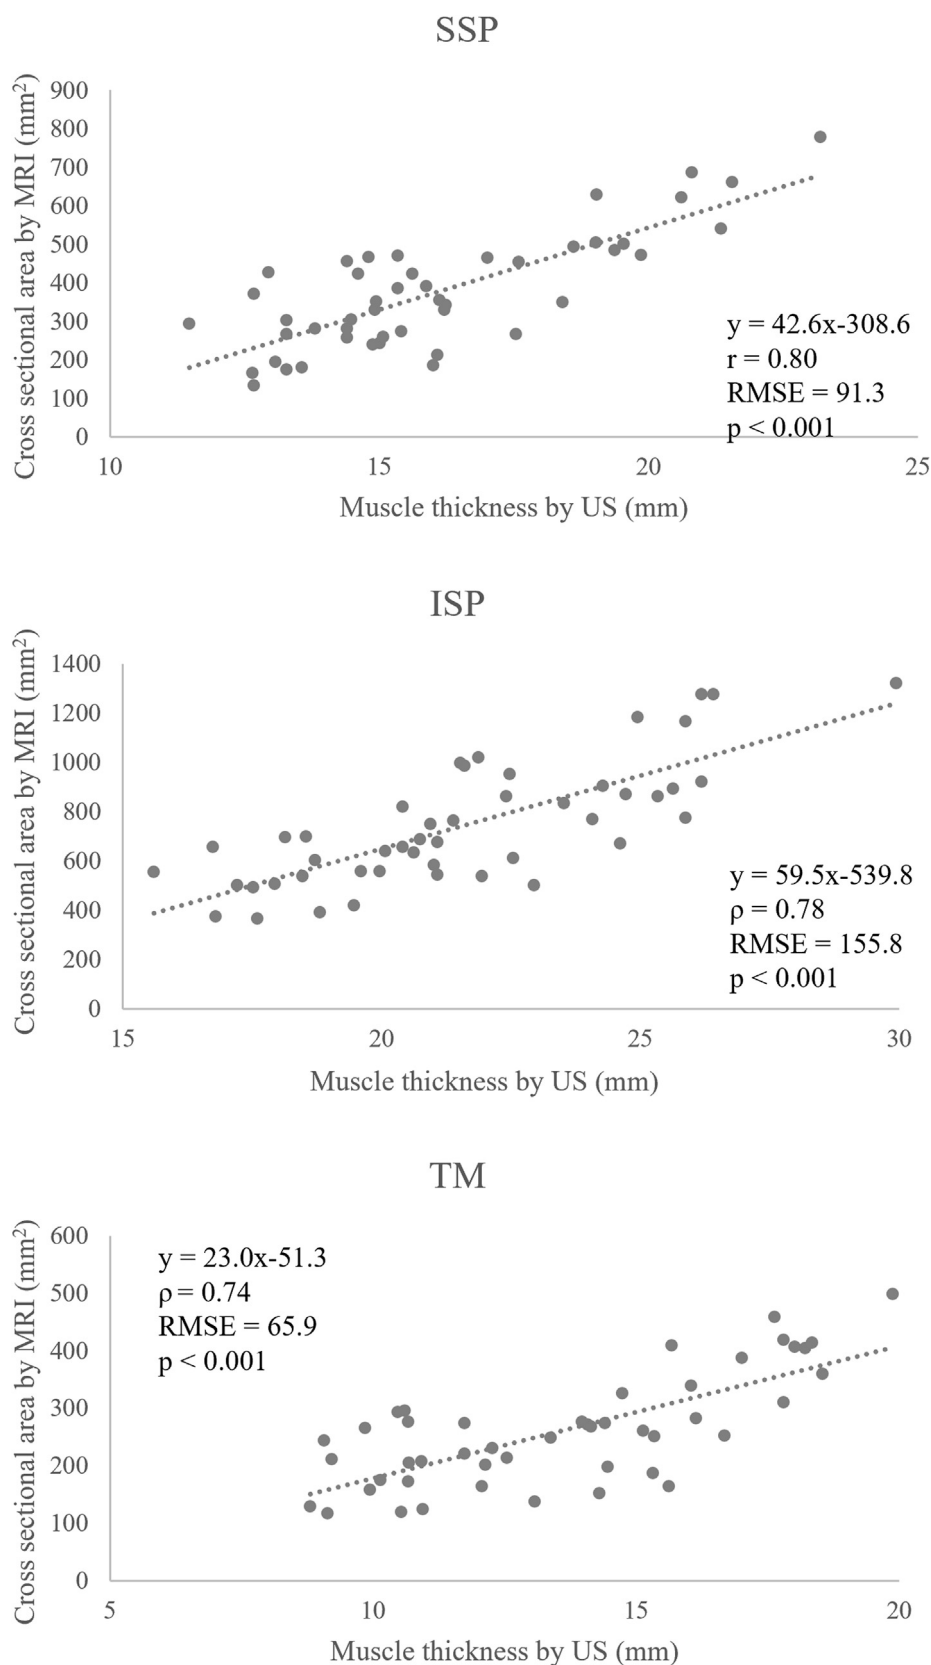 SSP
Cross sectional area by MRI (mm²)
900
800
700
600
500
400
300
200
100
0
y = 42.6x-308.6
r = 0.80
RMSE = 91.3
p < 0.001
10 15 20 25
Muscle thickness by US (mm)
ISP
Cross sectional area by MRI (mm²)
1400
1200
1000
800
600
400
200
0
y = 59.5x-539.8
ρ = 0.78
RMSE = 155.8
p < 0.001
15 20 25 30
Muscle thickness by US (mm)
TM
Cross sectional area by MRI (mm²)
600
500
400
300
200
100
0
y = 23.0x-51.3
ρ = 0.74
RMSE = 65.9
p < 0.001
5 10 15 20
Muscle thickness by US (mm)